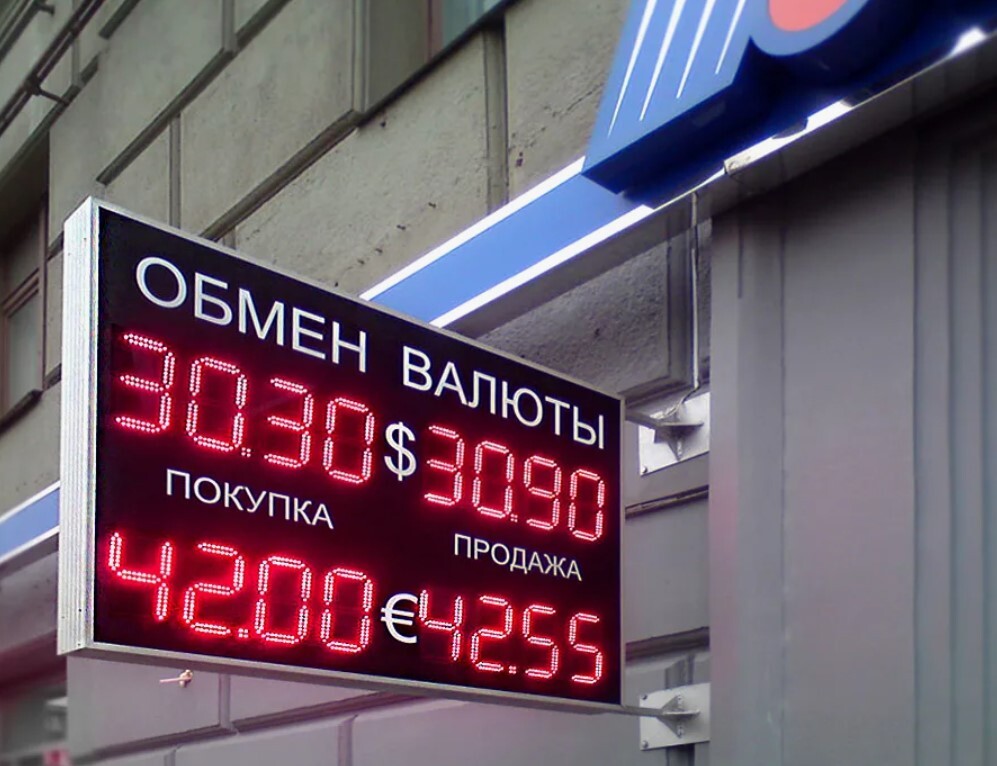 ОБМЕН ВАЛЮТЫ
30.30 $ 30.90
ПОКУПКА ПРОДАЖА
42.00 € 42.55